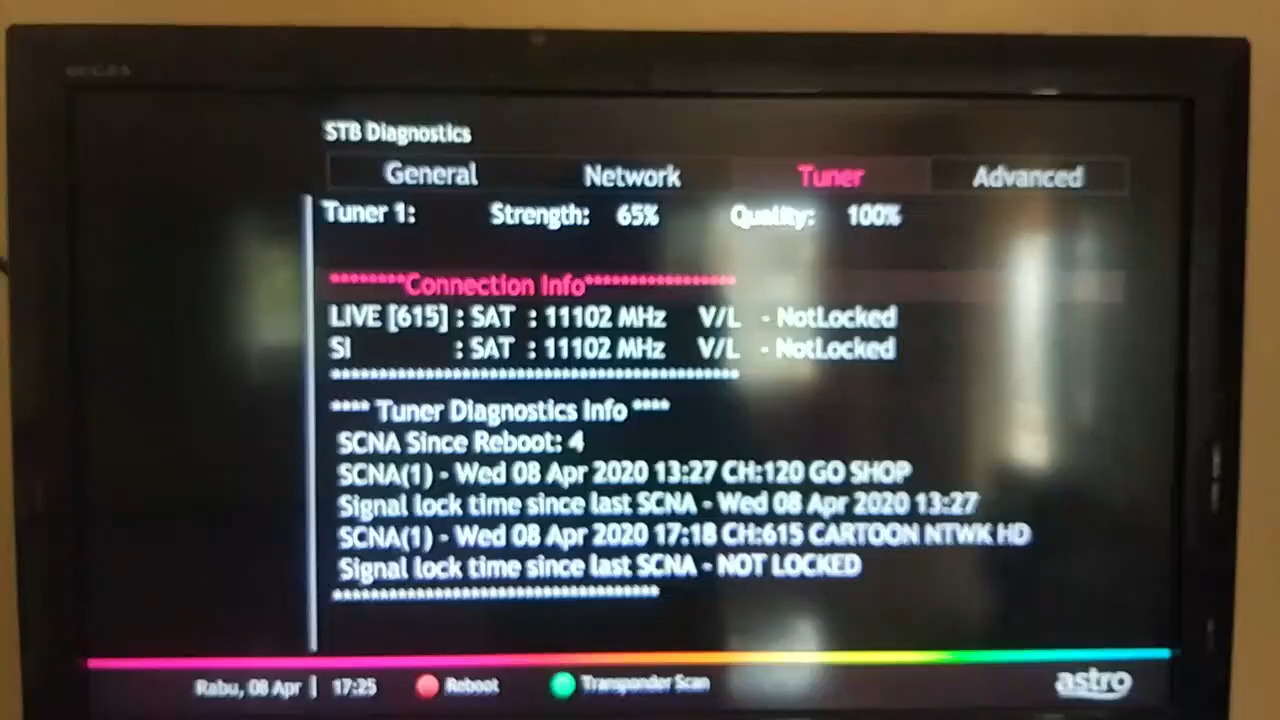 STB Diagnostics
General Network Tuner Advanced
Tuner 1: Strength: 65% Quality: 100%
********Connection Info*****************
LIVE [615] : SAT : 11102 MHz V/L - NotLocked
SI : SAT : 11102 MHz V/L - NotLocked
*******************************************
**** Tuner Diagnostics Info ****
SCNA Since Reboot: 4
SCNA(1) - Wed 08 Apr 2020 13:27 CH:120 GO SHOP
Signal lock time since last SCNA - Wed 08 Apr 2020 13:27
SCNA(1) - Wed 08 Apr 2020 17:18 CH:615 CARTOON NTWK HD
Signal lock time since last SCNA - NOT LOCKED
**********************************
Rabu, 08 Apr | 17:25 Reboot Transponder Scan astro